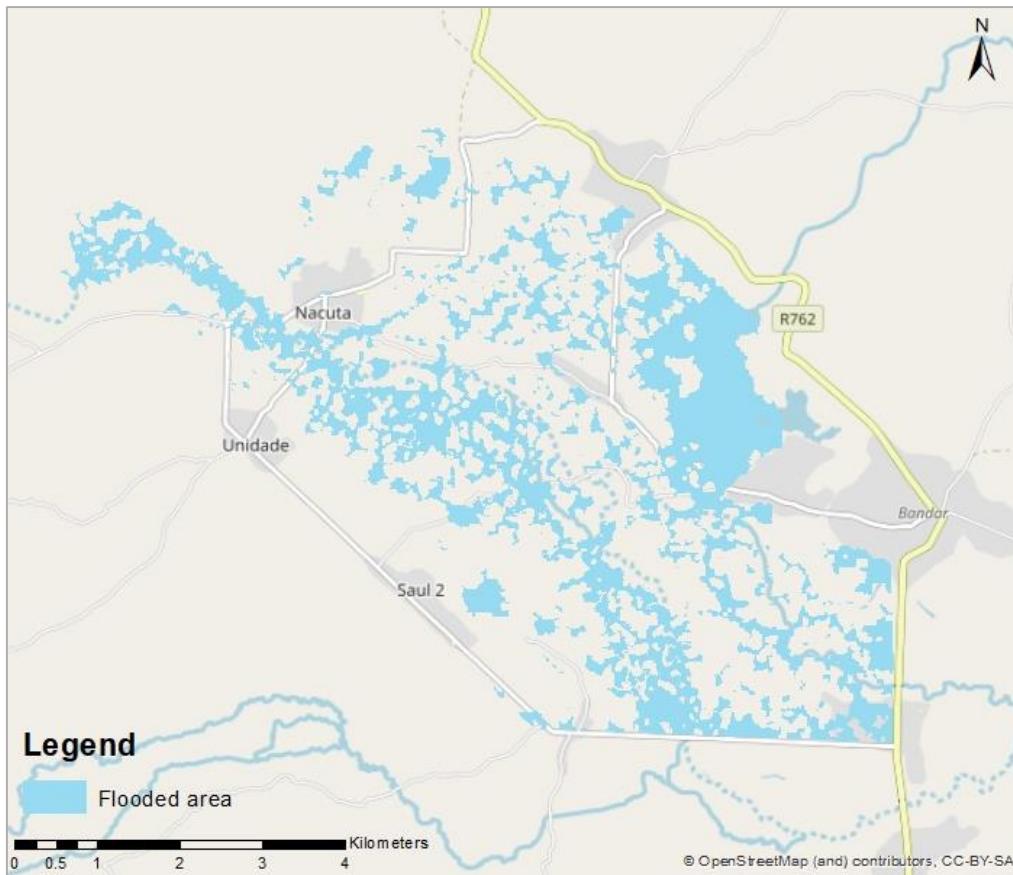 N
R762
Nacuta
Unidade
Bandar
Saul 2
Legend
Flooded area
Kilometers
0 0.5 1 2 3 4
© OpenStreetMap (and) contributors, CC-BY-SA